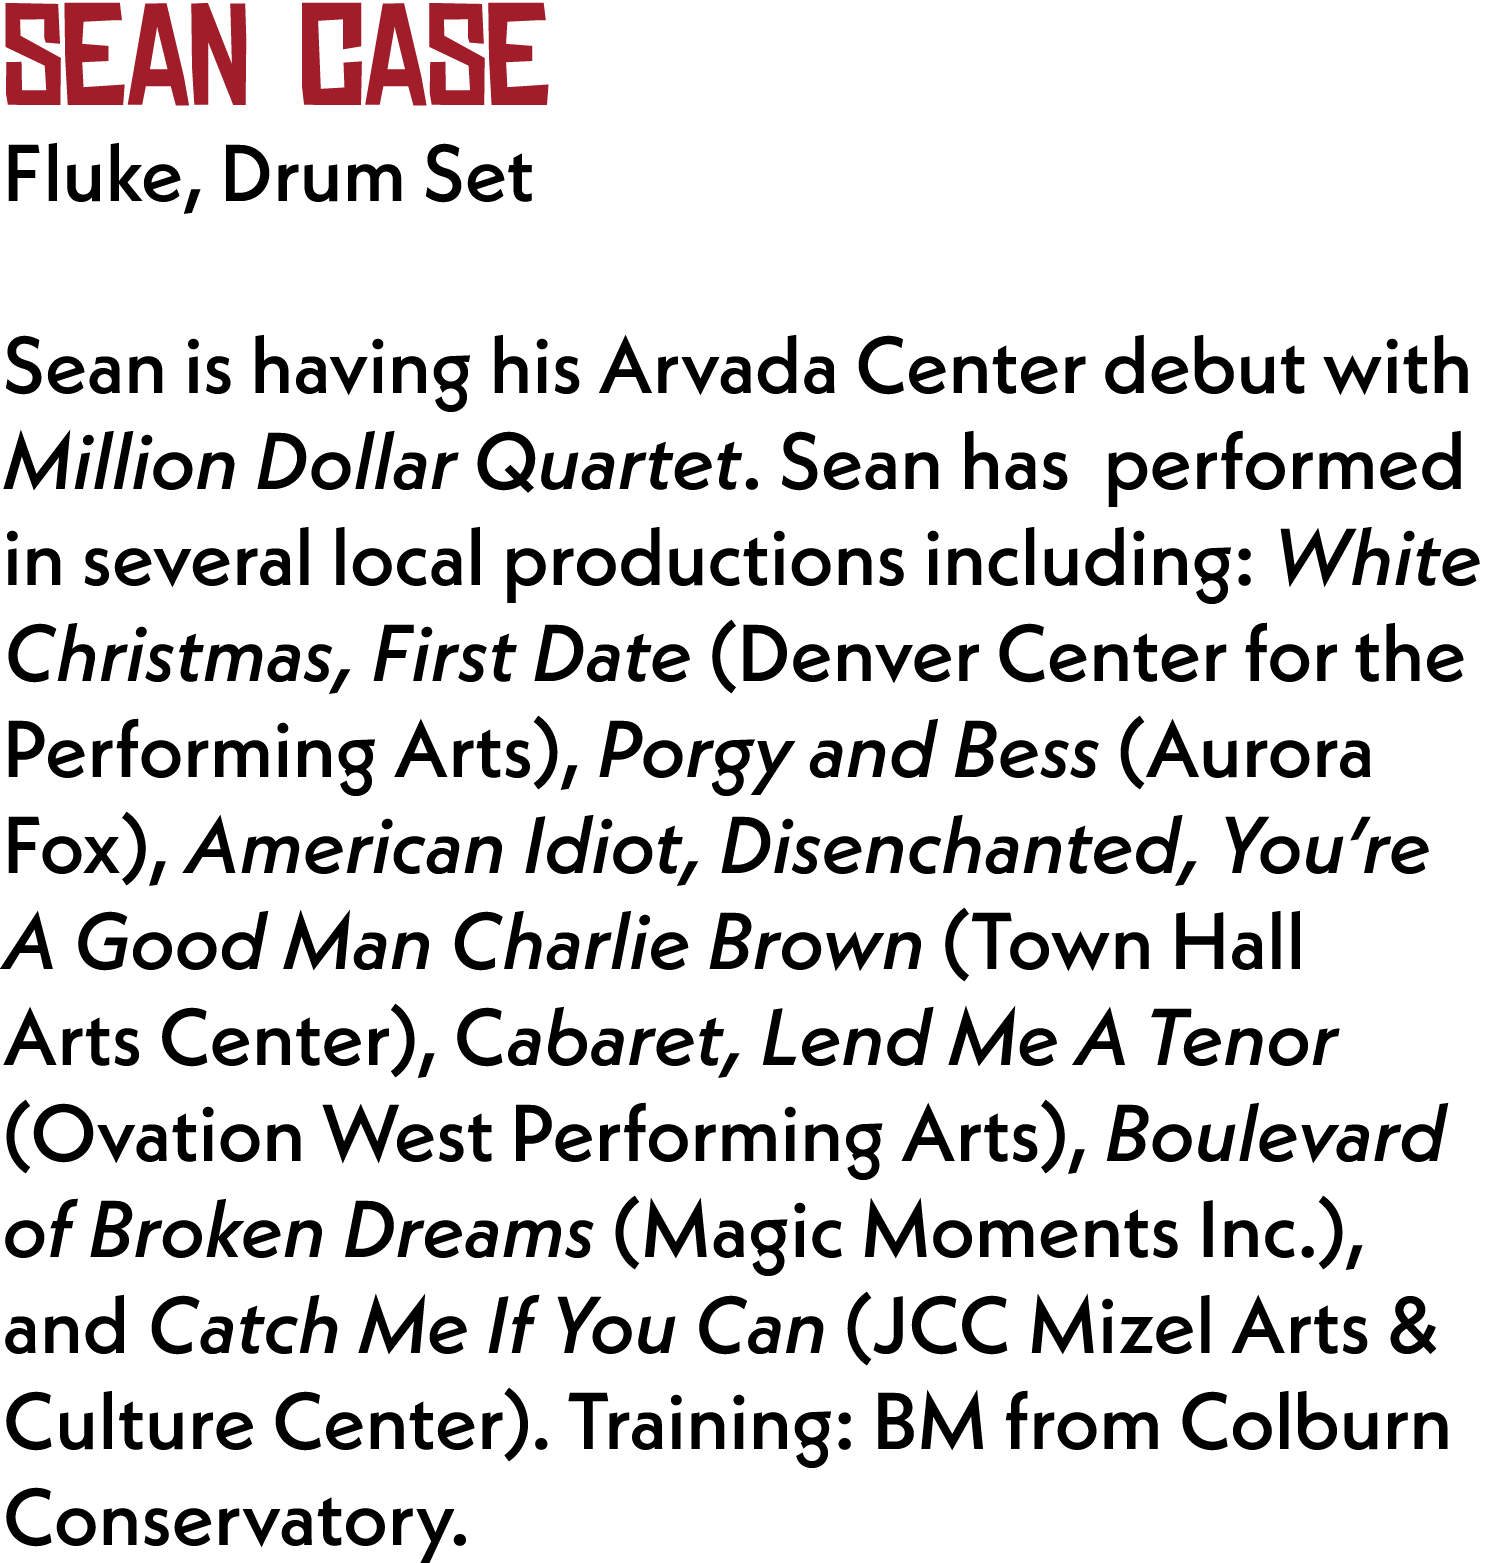 SEAN CASE
Fluke, Drum Set
Sean is having his Arvada Center debut with
Million Dollar Quartet. Sean has  performed
in several local productions including: White
Christmas, First Date (Denver Center for the
Performing Arts), Porgy and Bess (Aurora
Fox), American Idiot, Disenchanted, You’re
A Good Man Charlie Brown (Town Hall
Arts Center), Cabaret, Lend Me A Tenor
(Ovation West Performing Arts), Boulevard
of Broken Dreams (Magic Moments Inc.),
and Catch Me If You Can (JCC Mizel Arts &
Culture Center). Training: BM from Colburn
Conservatory.